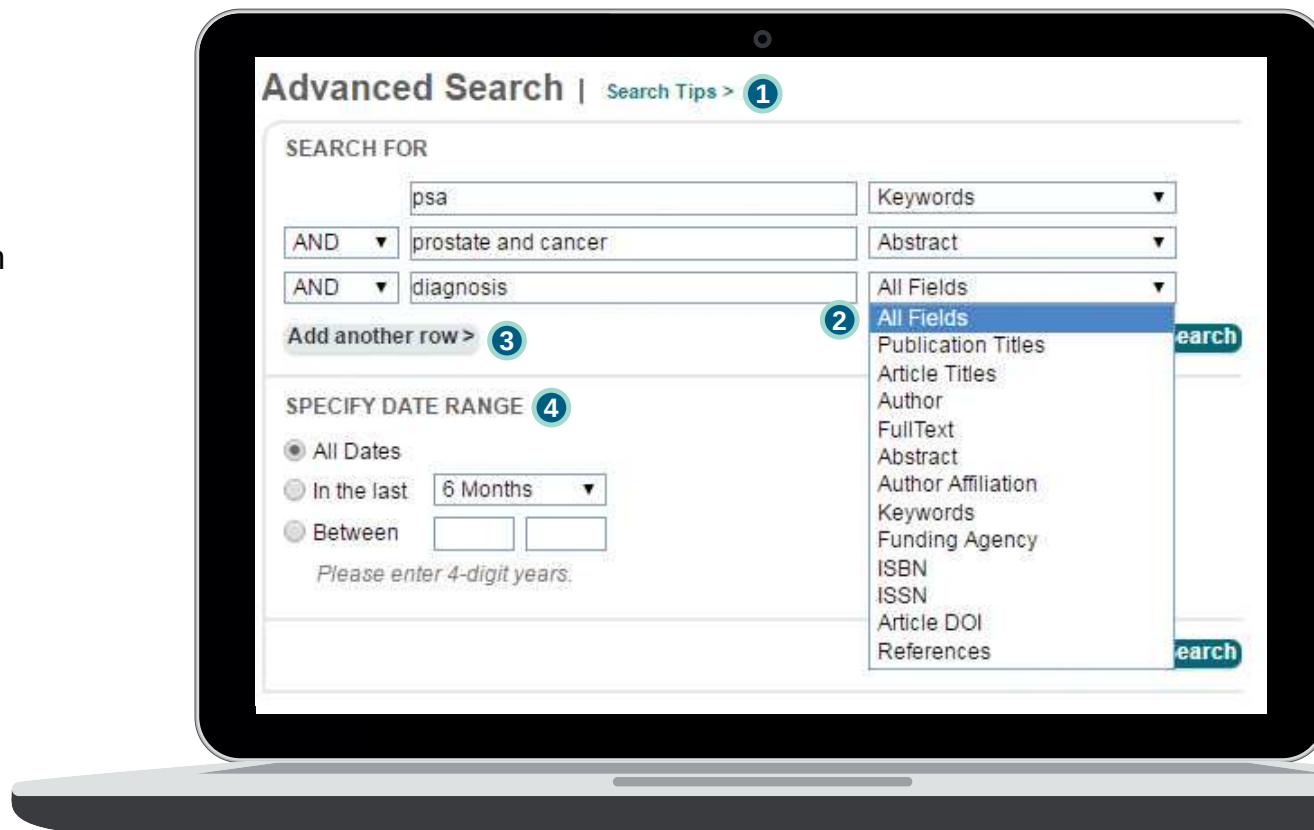 Advanced Search | Search Tips > 1
SEARCH FOR
psa Keywords
AND prostate and cancer Abstract
AND diagnosis All Fields
2 All Fields
Add another row > 3 earch
Publication Titles
Article Titles
SPECIFY DATE RANGE 4
Author
FullText
All Dates
Abstract
In the last 6 Months
Author Affiliation
Keywords
Between
Funding Agency
Please enter 4-digit years.
ISBN
ISSN
Article DOI
References earch